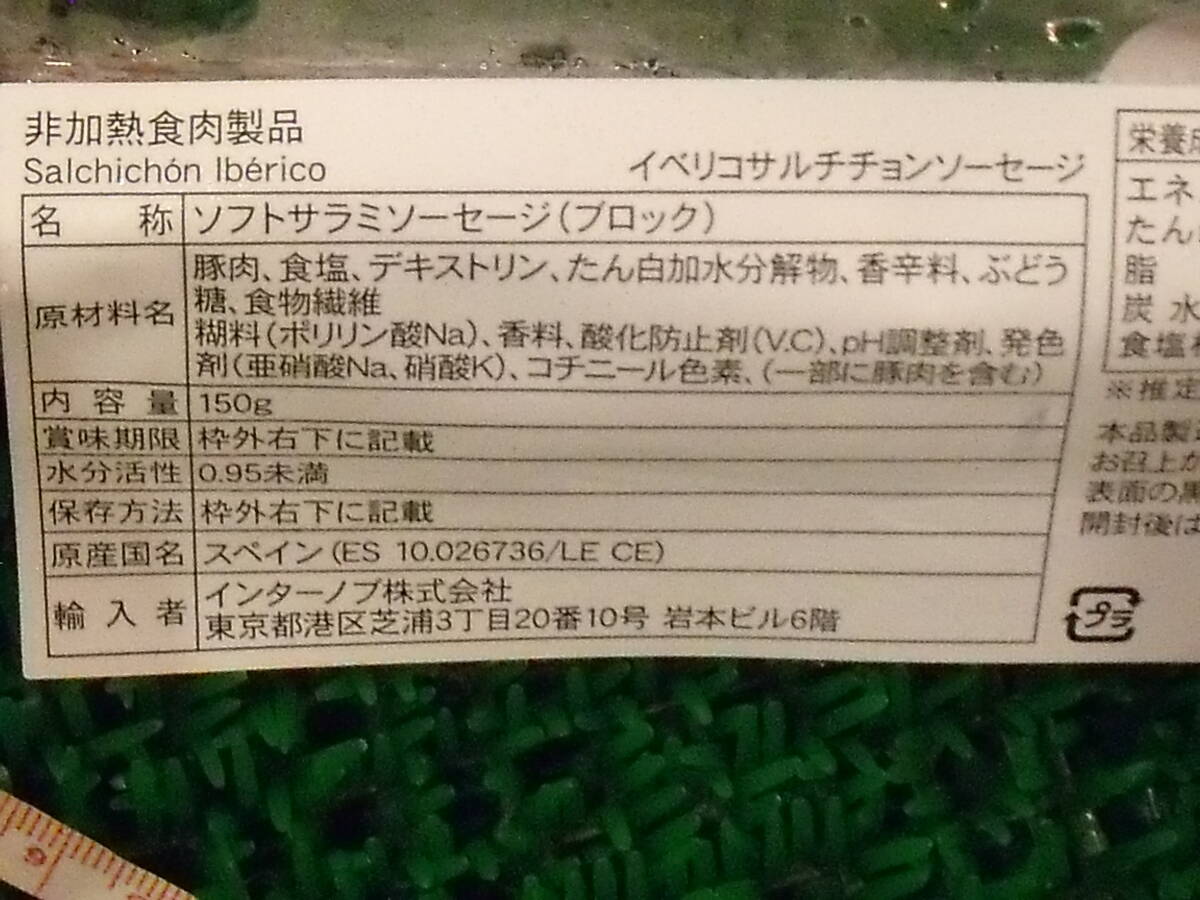 非加熱食肉製品
Salchichón Ibérico
イベリコサルチチョンソーセージ
名称 ソフトサラミソーセージ(ブロック)
原材料名 豚肉、食塩、デキストリン、たん白加水分解物、香辛料、ぶどう
糖、食物繊維
糊料(ポリリン酸Na)、香料、酸化防止剤(V.C)、pH調整剤、発色
剤(亜硝酸Na、硝酸K)、コチニール色素、(一部に豚肉を含む)
内容量 150g
賞味期限 枠外右下に記載
水分活性 0.95未満
保存方法 枠外右下に記載
原産国名 スペイン(ES 10.026736/LE CE)
輸入者 インターノブ株式会社
東京都港区芝浦3丁目20番10号 岩本ビル6階
栄養成
エネ
たん
脂
炭水
食塩
※推定
本品製
お召上が
表面の黒
開封後は
プラ